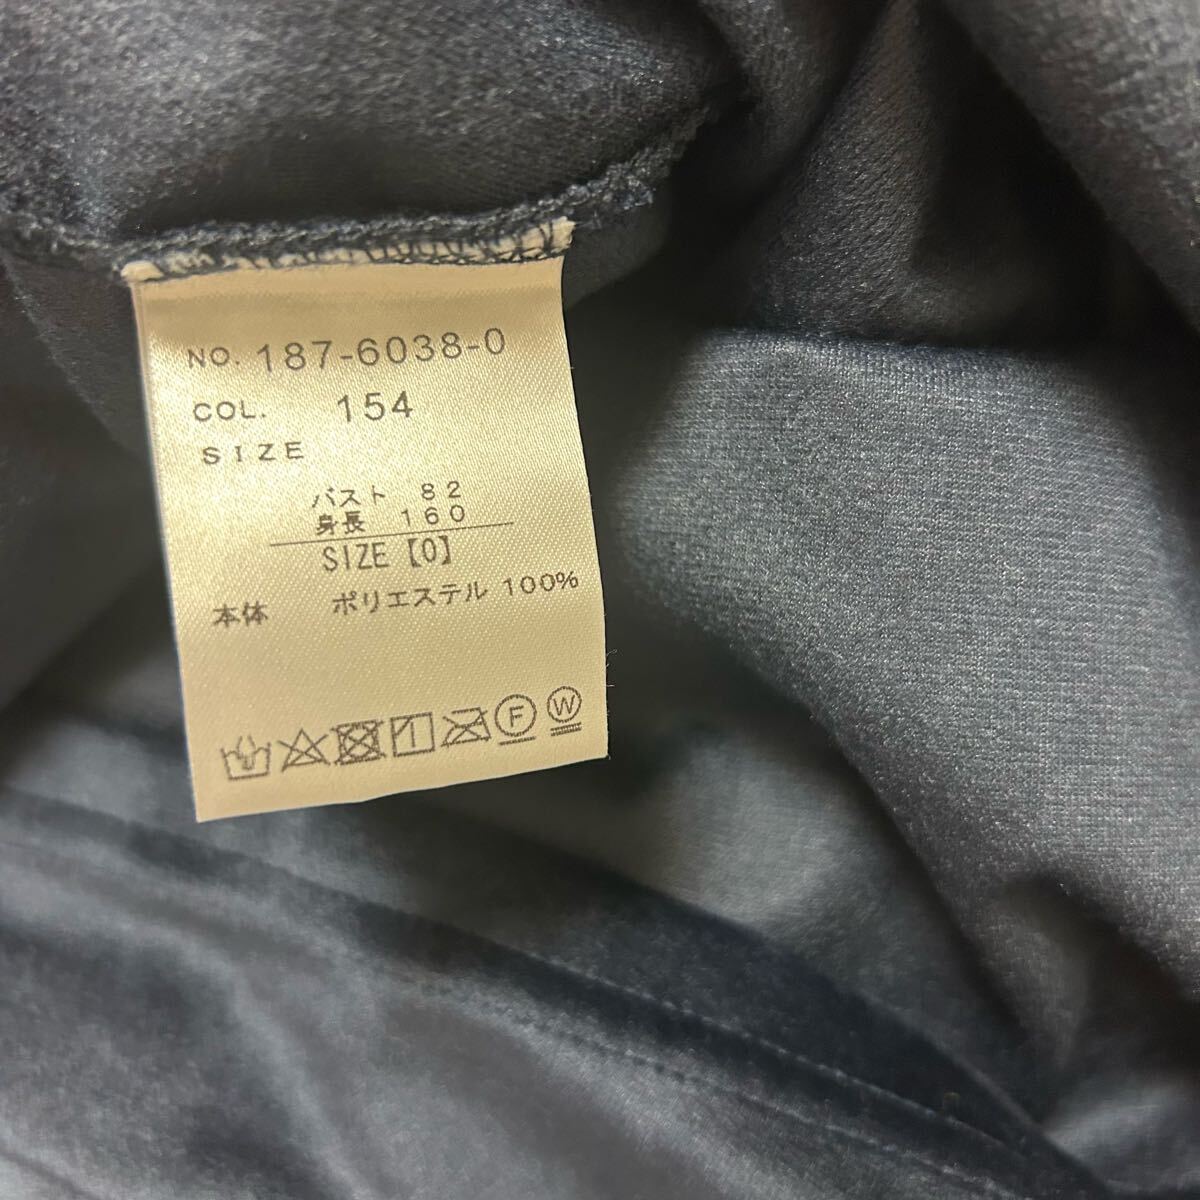 NO. 187-6038-0
COL. 154
SIZE
バスト 82
身長 160
SIZE【0】
本体 ポリエステル 100%
F W